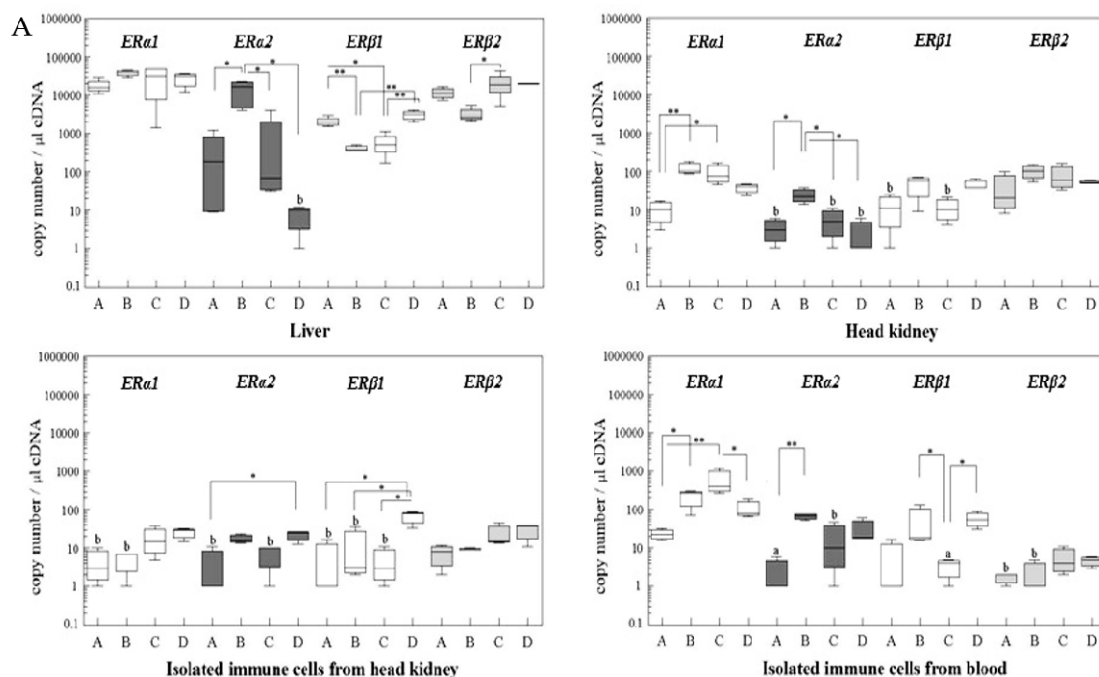 A
ERα1 ERα2 ERβ1 ERβ2
copy number / µl cDNA
1000000
100000
10000
1000
100
10
1
0.1
* * * * ** ** ** * b
A B C D A B C D A B C D A B C D
Liver
ERα1 ERα2 ERβ1 ERβ2
copy number / µl cDNA
1000000
100000
10000
1000
100
10
1
0.1
** * * * * b b b b b
A B C D A B C D A B C D A B C D
Head kidney
ERα1 ERα2 ERβ1 ERβ2
copy number / µl cDNA
1000000
100000
10000
1000
100
10
1
0.1
* * * * b b b b b b b
A B C D A B C D A B C D A B C D
Isolated immune cells from head kidney
ERα1 ERα2 ERβ1 ERβ2
copy number / µl cDNA
1000000
100000
10000
1000
100
10
1
0.1
* ** * ** * * a b a b b
A B C D A B C D A B C D A B C D
Isolated immune cells from blood